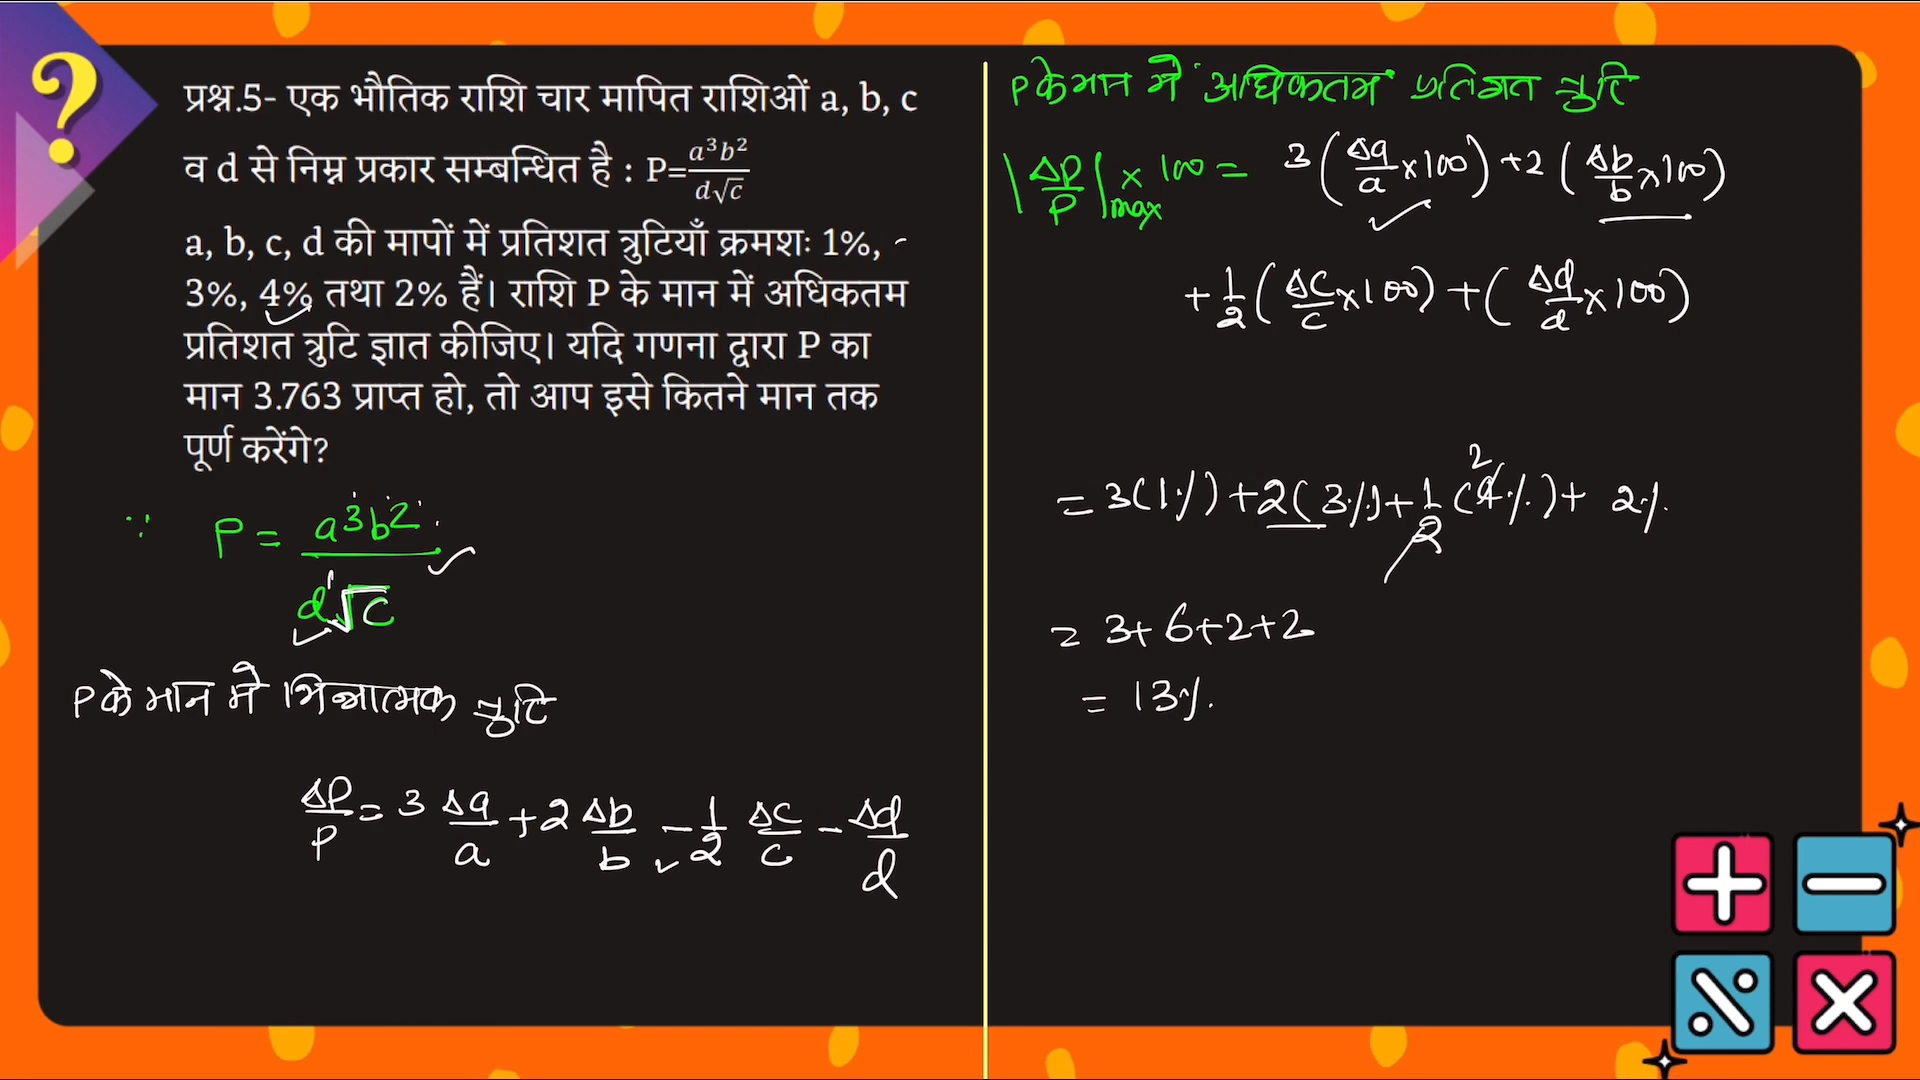 ?
प्रश्न.5- एक भौतिक राशि चार मापित राशिओं a, b, c
व d से निम्न प्रकार सम्बन्धित है : P=a³b²/d√c
a, b, c, d की मापों में प्रतिशत त्रुटियाँ क्रमशः 1%,
3%, 4% तथा 2% हैं। राशि P के मान में अधिकतम
प्रतिशत त्रुटि ज्ञात कीजिए। यदि गणना द्वारा P का
मान 3.763 प्राप्त हो, तो आप इसे कितने मान तक
पूर्ण करेंगे?
∵ P = a³b²/d√c
P के मान में भिन्नात्मक त्रुटि
ΔP/P = 3 Δa/a + 2 Δb/b - 1/2 Δc/c - Δd/d
P के मान में अधिकतम प्रतिशत त्रुटि
|ΔP/P|max × 100 = 3(Δa/a × 100) + 2(Δb/b × 100)
+ 1/2(Δc/c × 100) + (Δd/d × 100)
= 3(1%) + 2(3%) + 1/2(4%) + 2%
2
= 3 + 6 + 2 + 2
= 13%.